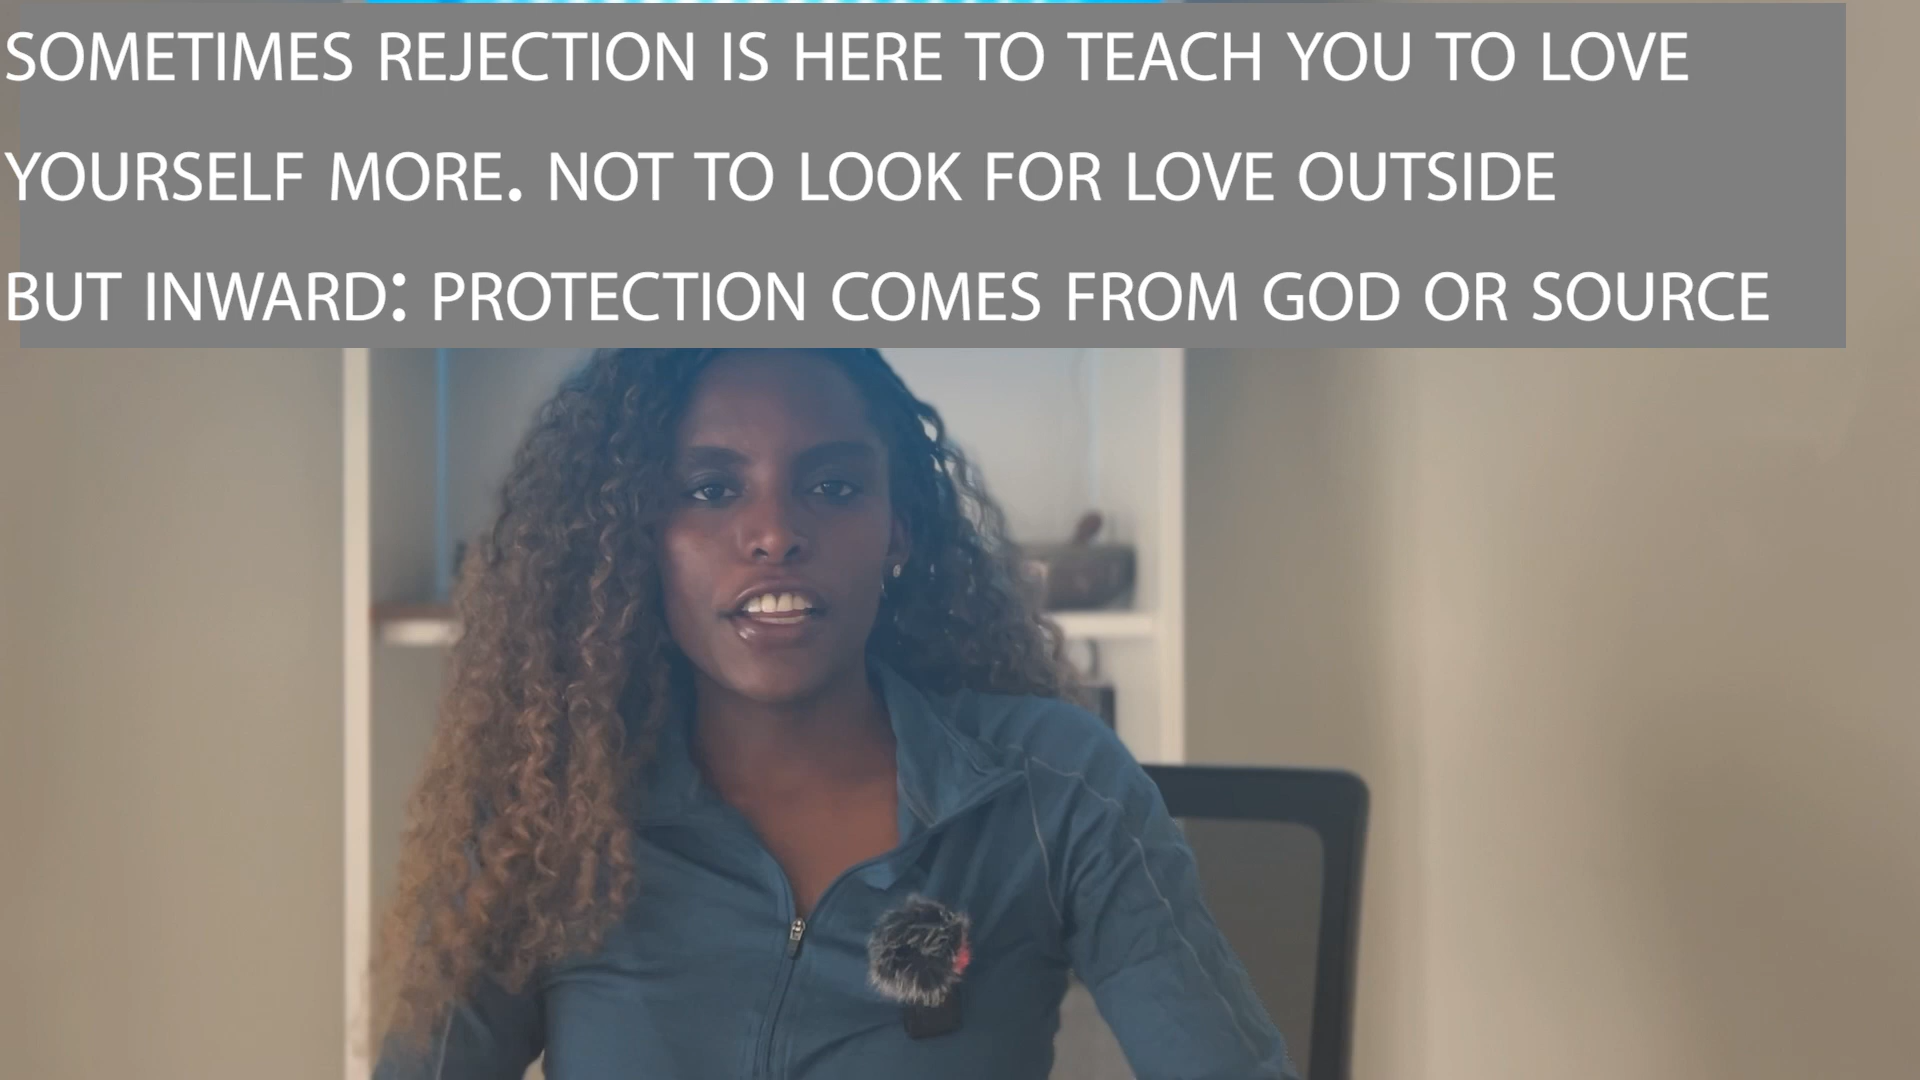 SOMETIMES REJECTION IS HERE TO TEACH YOU TO LOVE
YOURSELF MORE. NOT TO LOOK FOR LOVE OUTSIDE
BUT INWARD: PROTECTION COMES FROM GOD OR SOURCE